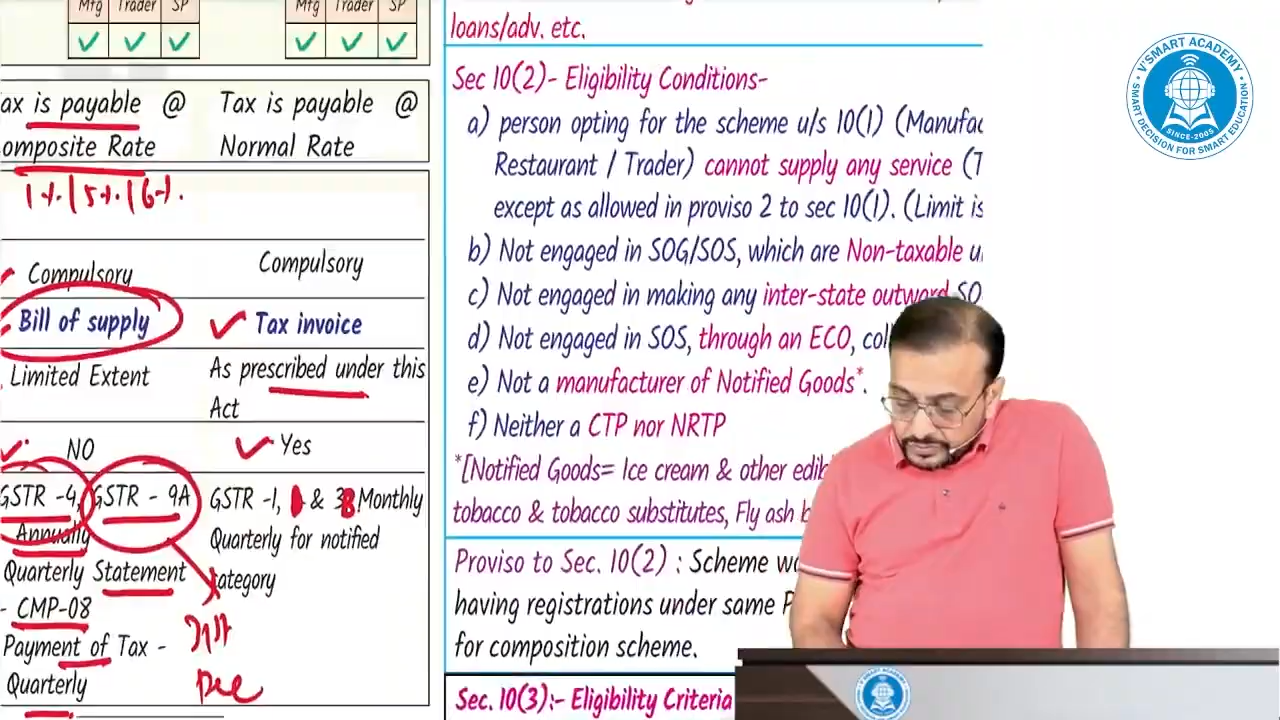 Mfg Trader SP
Mfg Trader SP
ax is payable @
omposite Rate
Tax is payable @
Normal Rate
1%/5%/6%.
Compulsory
Compulsory
Bill of supply
Tax invoice
Limited Extent
As prescribed under this
Act
NO
Yes
GSTR -4, GSTR - 9A
Annually
Quarterly Statement
- CMP-08
Payment of Tax -
Quarterly
GSTR -1, & 3B Monthly
Quarterly for notified
category
loans/adv. etc.
Sec 10(2)- Eligibility Conditions-
a) person opting for the scheme u/s 10(1) (Manufac
Restaurant / Trader) cannot supply any service (T
except as allowed in proviso 2 to sec 10(1). (Limit is
b) Not engaged in SOG/SOS, which are Non-taxable u
c) Not engaged in making any inter-state outward SO
d) Not engaged in SOS, through an ECO, col
e) Not a manufacturer of Notified Goods*.
f) Neither a CTP nor NRTP
*[Notified Goods= Ice cream & other edib
tobacco & tobacco substitutes, Fly ash b
Proviso to Sec. 10(2) : Scheme wo
having registrations under same P
for composition scheme.
Sec. 10(3):- Eligibility Criteria
V'SMART ACADEMY
SINCE-2005
SMART DECISION FOR SMART EDUCATION